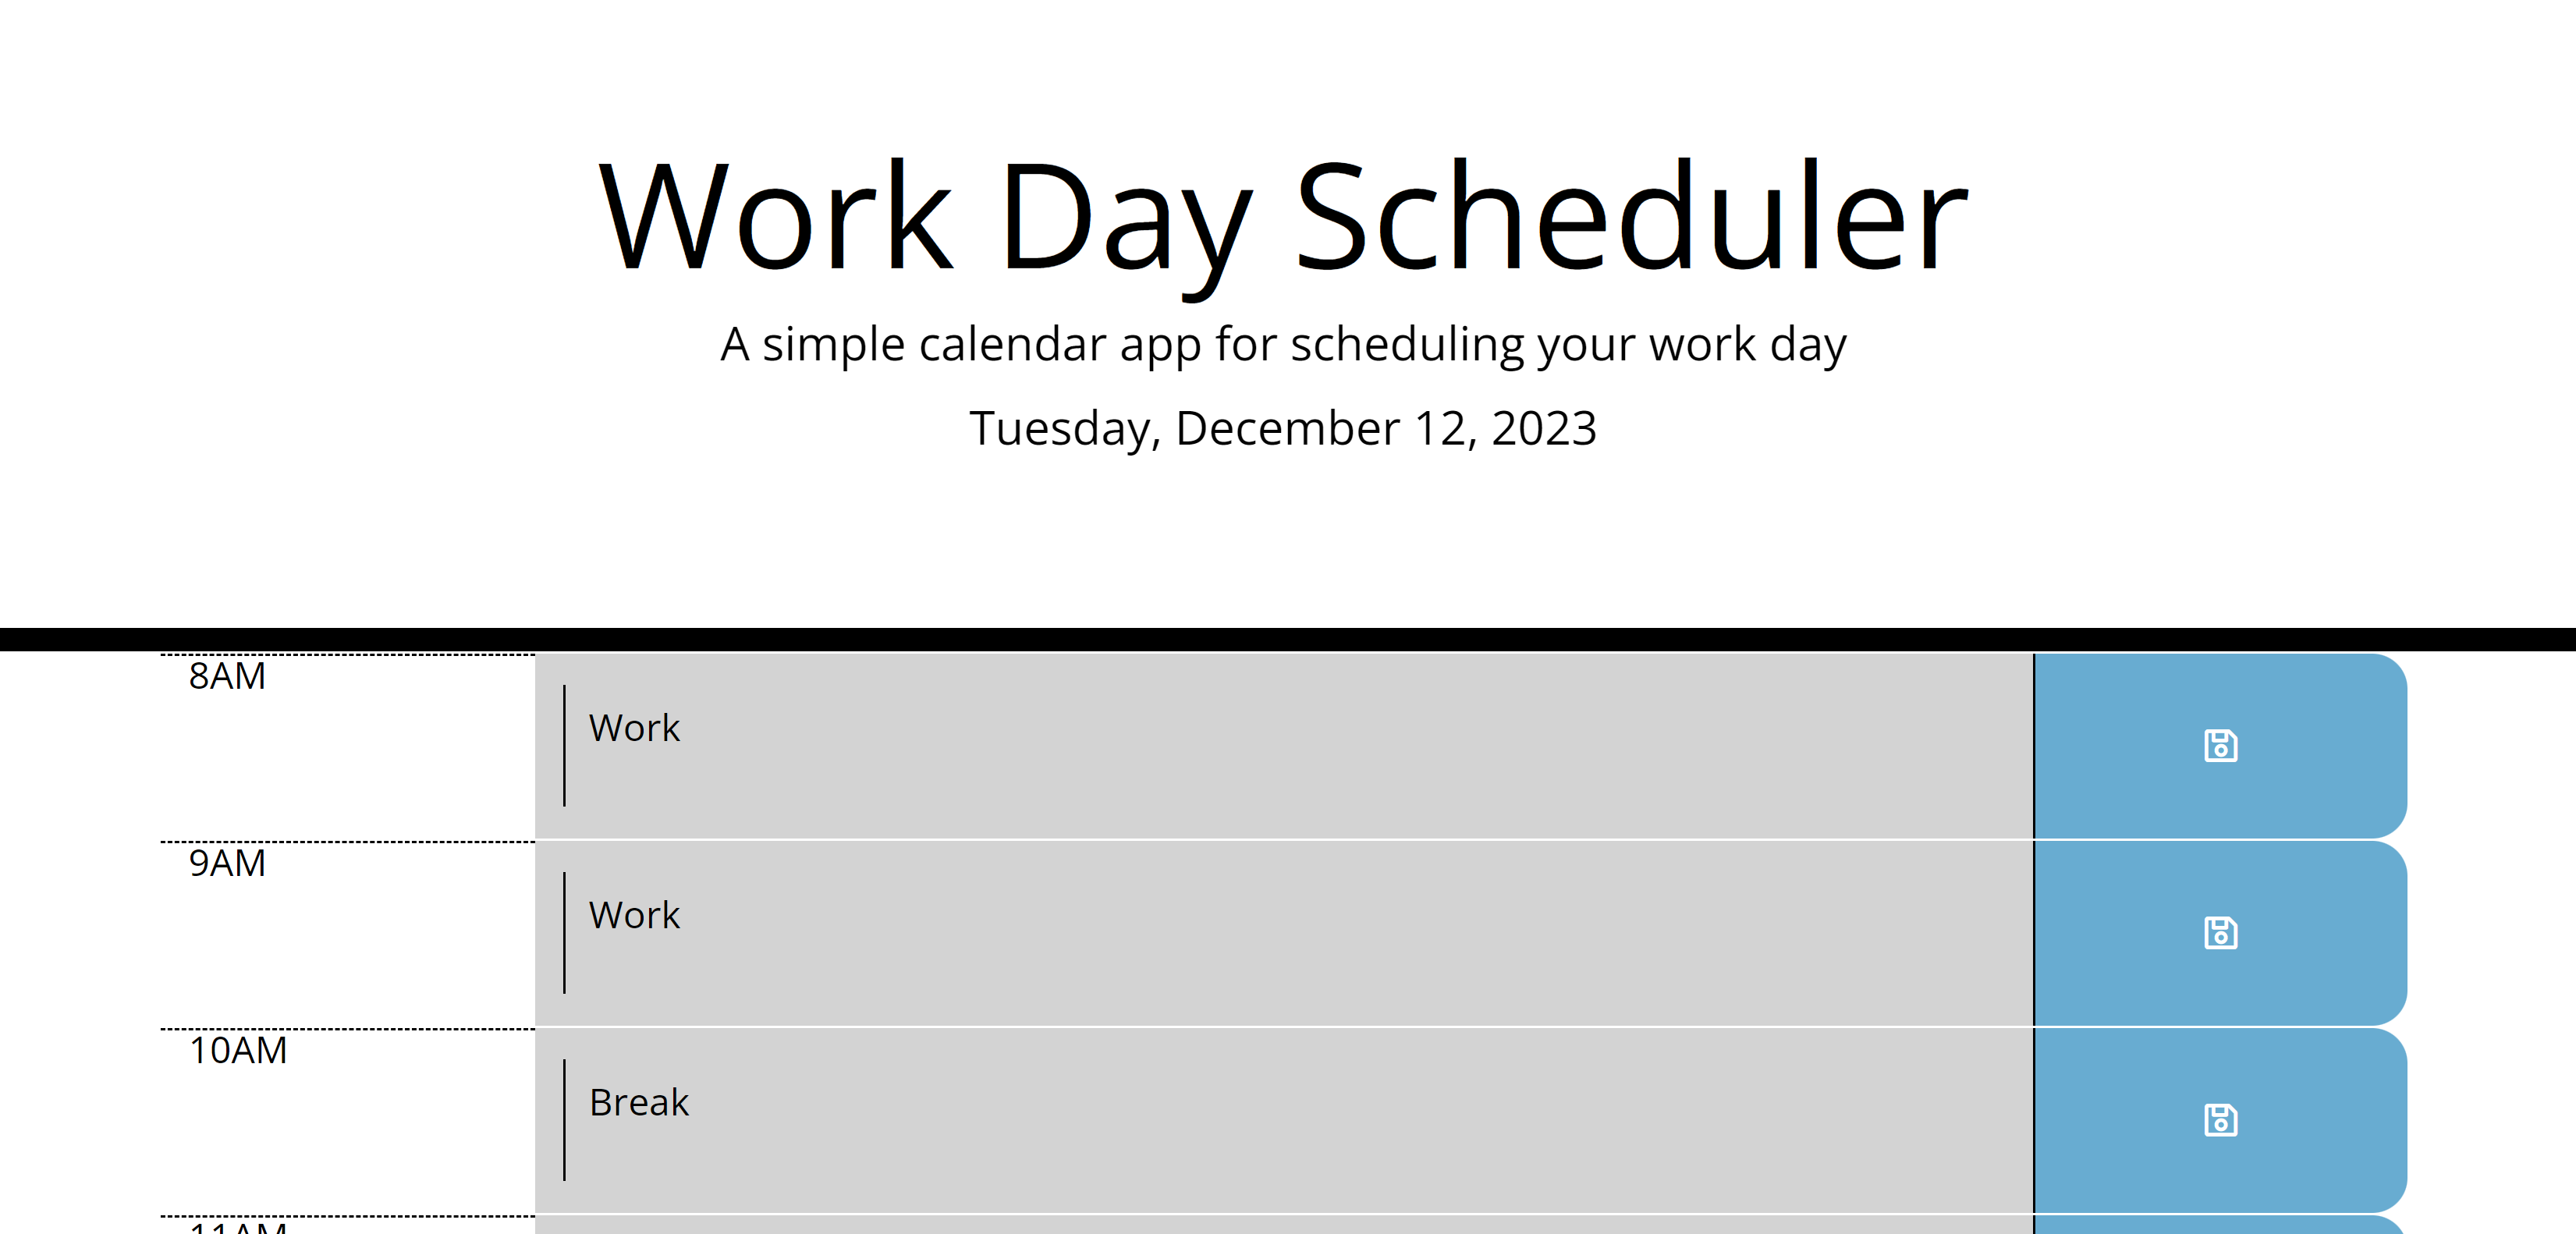 Work Day Scheduler
A simple calendar app for scheduling your work day
Tuesday, December 12, 2023
8AM
Work
9AM
Work
10AM
Break
11AM